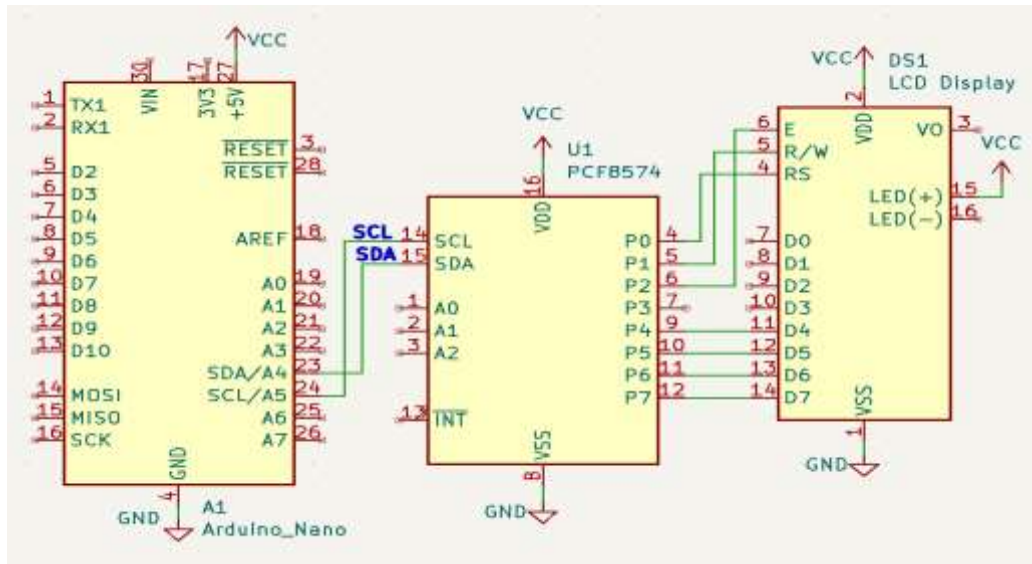 VCC
30
17
27
1
TX1
VIN
3V3
+5V
2
RX1
RESET
3
RESET
28
5
D2
6
D3
7
D4
8
D5
AREF
18
9
D6
10
D7
A0
19
11
D8
A1
20
12
D9
A2
21
13
D10
A3
22
SDA/A4
23
14
MOSI
SCL/A5
24
15
MISO
A6
25
16
SCK
A7
26
GND
4
GND
A1
Arduino_Nano
VCC
U1
PCF8574
16
VDD
SCL
14
SCL
SDA
15
SDA
1
A0
2
A1
3
A2
13
INT
P0
4
P1
5
P2
6
P3
7
P4
9
P5
10
P6
11
P7
12
VSS
8
GND
VCC
DS1
LCD Display
2
VDD
6
E
VO
3
5
R/W
VCC
4
RS
LED(+)
15
LED(-)
16
7
D0
8
D1
9
D2
10
D3
11
D4
12
D5
13
D6
14
D7
VSS
1
GND